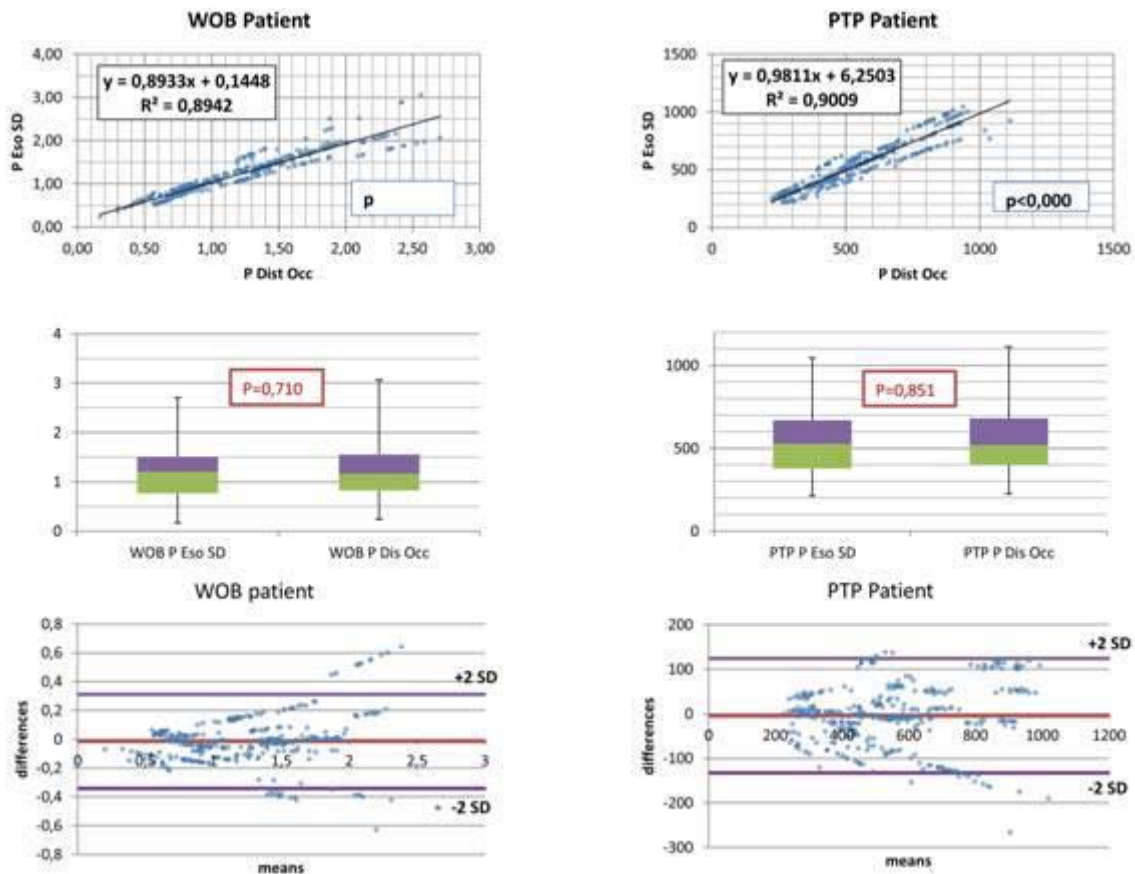 WOB Patient
4,00
3,00
2,00
1,00
0,00
P Eso SD
y = 0,8933x + 0,1448
R² = 0,8942
p
0,00 0,50 1,00 1,50 2,00 2,50 3,00
P Dist Occ
PTP Patient
1500
1000
500
0
P Eso SD
y = 0,9811x + 6,2503
R² = 0,9009
p<0,000
0 500 1000 1500
P Dist Occ
4
3
2
1
0
P=0,710
WOB P Eso SD WOB P Dis Occ
1000
500
0
P=0,851
PTP P Eso SD PTP P Dis Occ
WOB patient
0,8
0,6
0,4
0,2
0
-0,2
-0,4
-0,6
-0,8
differences
+2 SD
0 0,5 1 1,5 2 2,5 3
-2 SD
means
PTP Patient
200
100
0
-100
-200
-300
differences
+2 SD
0 200 400 600 800 1000 1200
-2 SD
means